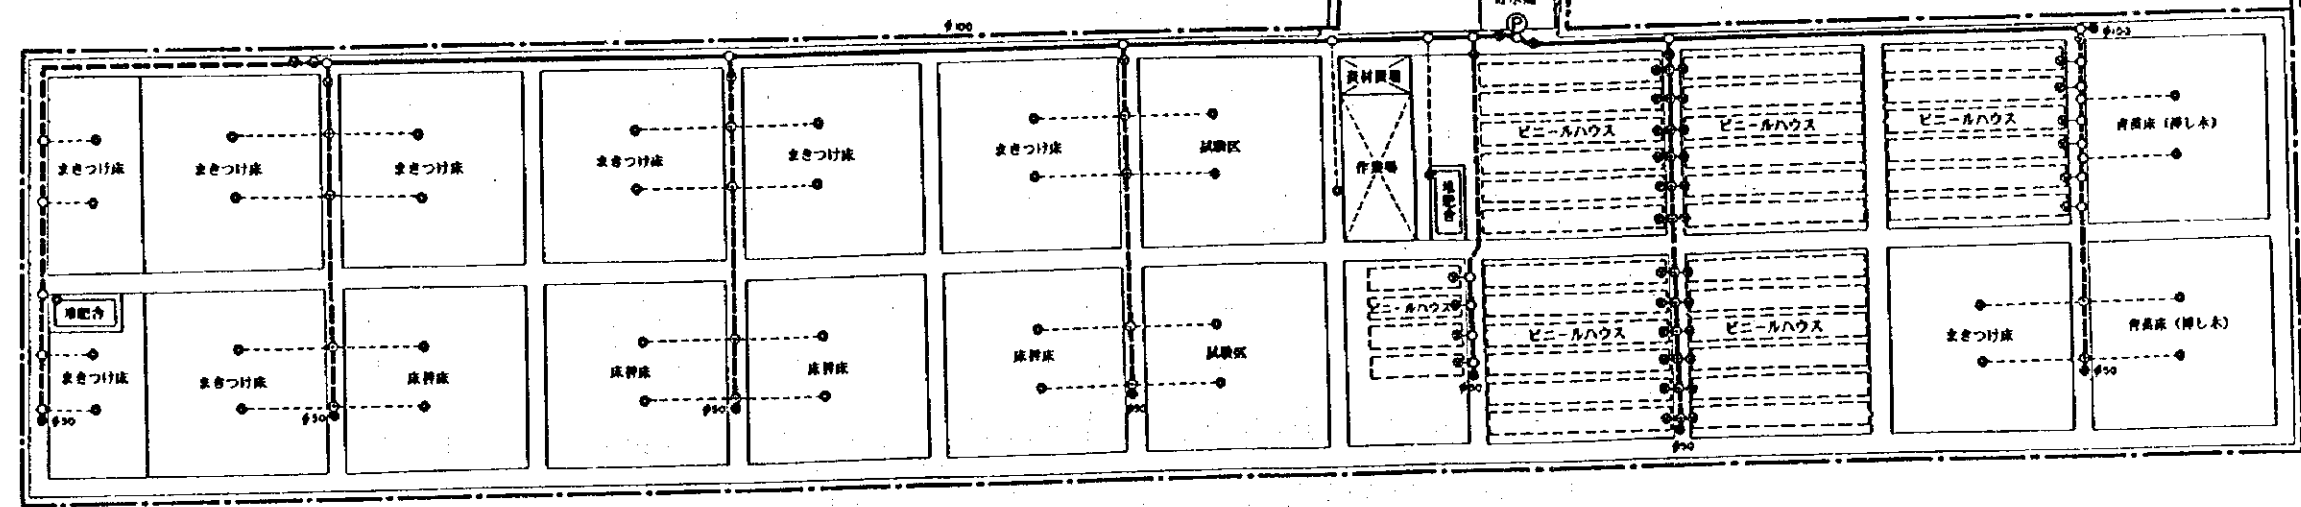 φ100
資材置場
ビニールハウス
ビニールハウス
ビニールハウス
育苗床(挿し木)
まきつけ床
まきつけ床
まきつけ床
まきつけ床
まきつけ床
まきつけ床
試験区
作業場
堆肥舎
堆肥舎
まきつけ床
まきつけ床
床替床
床替床
床替床
床替床
試験区
ビニールハウス
ビニールハウス
ビニールハウス
まきつけ床
育苗床(挿し木)
φ50
φ50
φ50
φ50
φ50
φ50
φ50